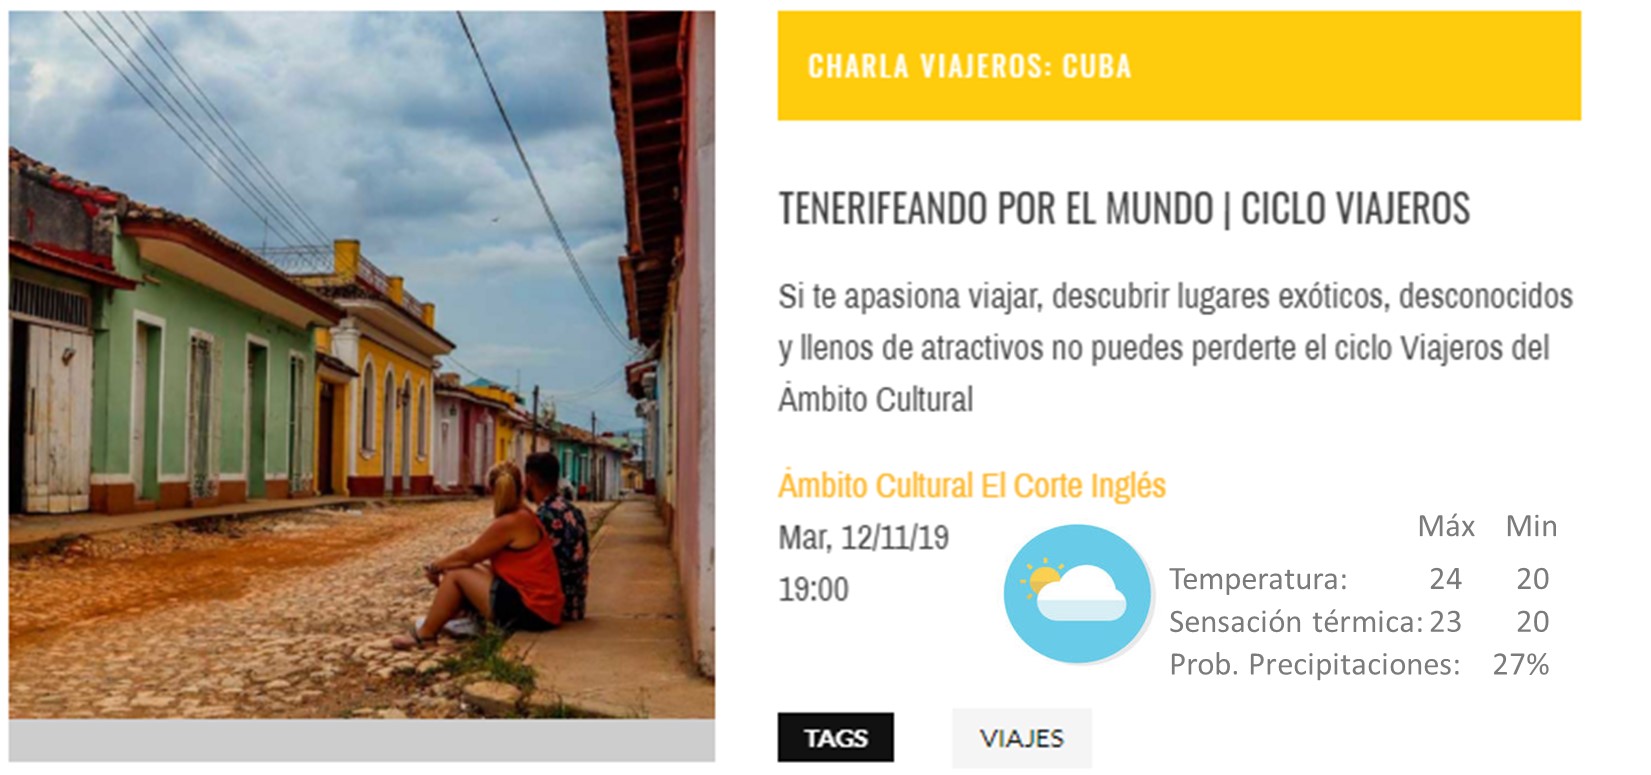 CHARLA VIAJEROS: CUBA
TENERIFEANDO POR EL MUNDO | CICLO VIAJEROS
Si te apasiona viajar, descubrir lugares exóticos, desconocidos
y llenos de atractivos no puedes perderte el ciclo Viajeros del
Ámbito Cultural
Ámbito Cultural El Corte Inglés
Mar, 12/11/19
19:00
Máx Min
Temperatura: 24 20
Sensación térmica: 23 20
Prob. Precipitaciones: 27%
TAGS VIAJES